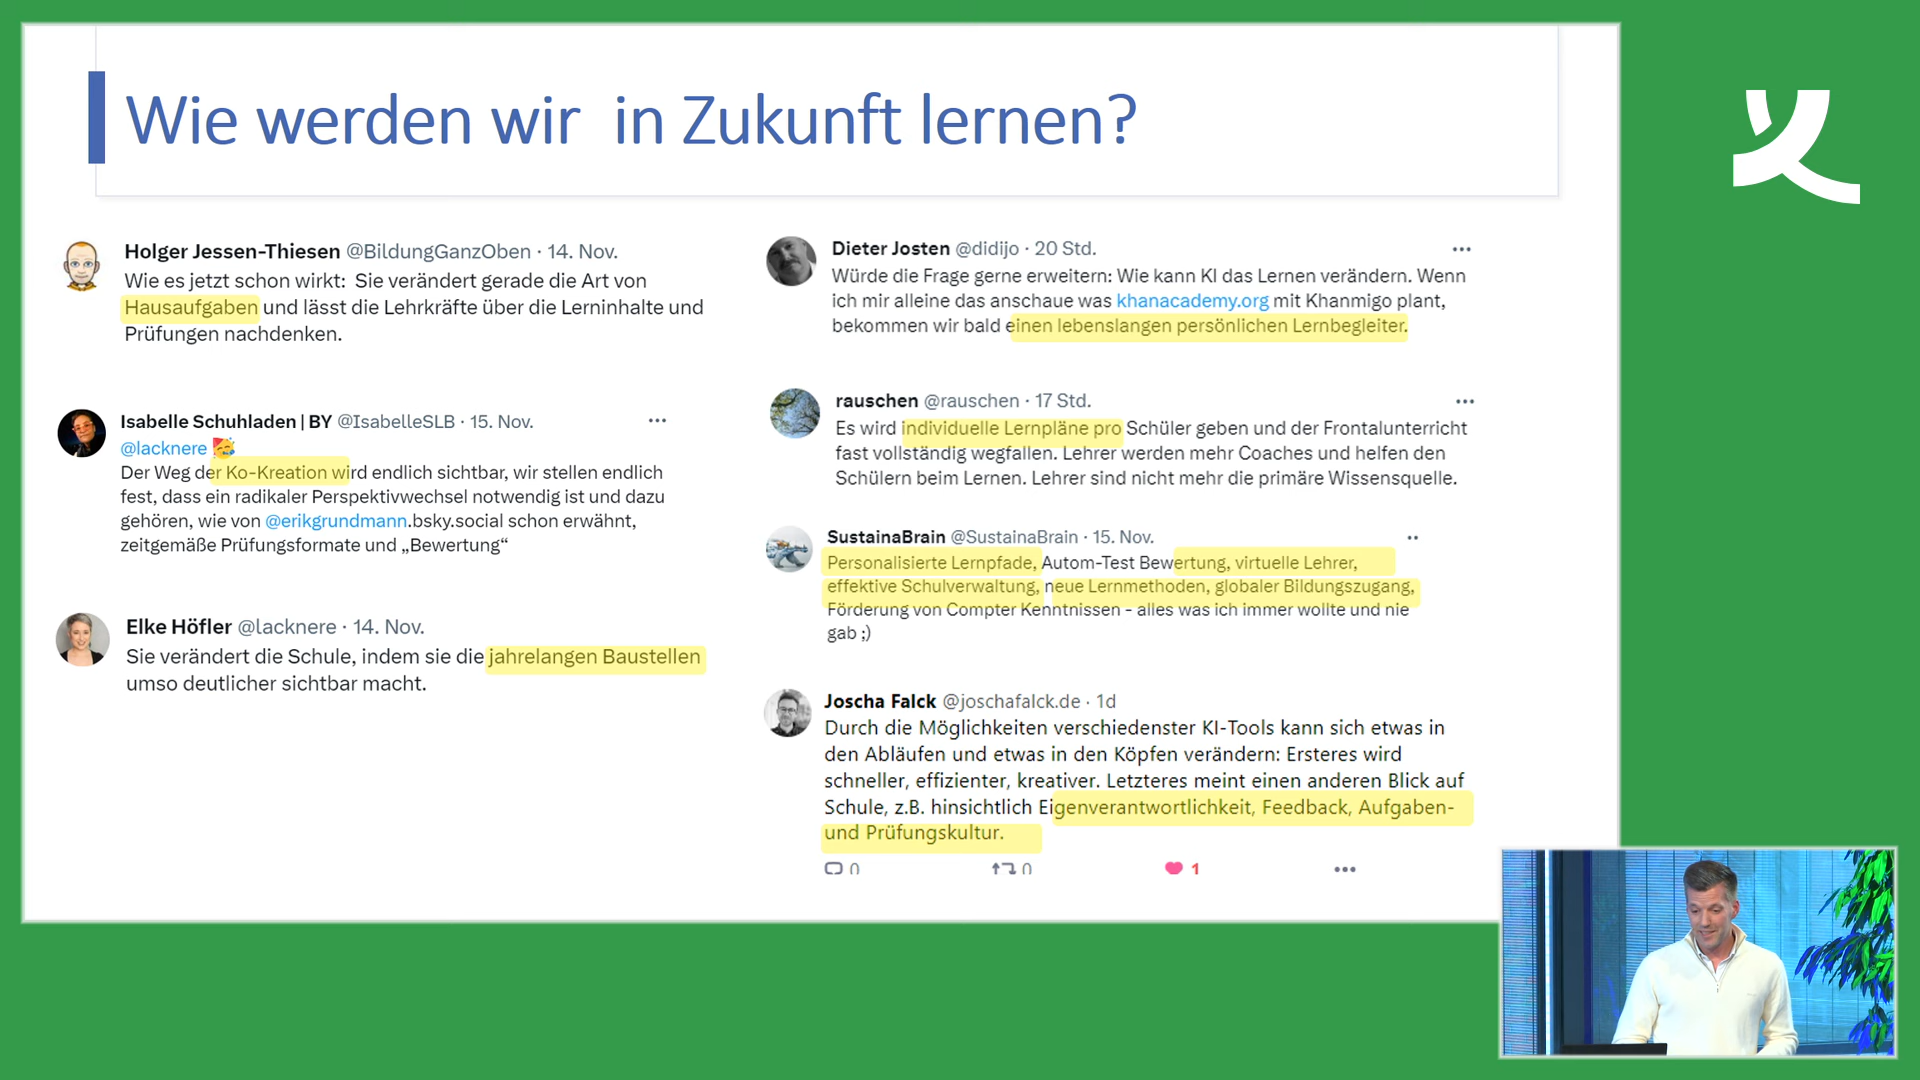 Wie werden wir in Zukunft lernen?
Holger Jessen-Thiesen @BildungGanzOben · 14. Nov.
Wie es jetzt schon wirkt: Sie verändert gerade die Art von
Hausaufgaben und lässt die Lehrkräfte über die Lerninhalte und
Prüfungen nachdenken.
Isabelle Schuhladen | BY @IsabelleSLB · 15. Nov.
@lacknere 🥳
Der Weg der Ko-Kreation wird endlich sichtbar, wir stellen endlich
fest, dass ein radikaler Perspektivwechsel notwendig ist und dazu
gehören, wie von @erikgrundmann.bsky.social schon erwähnt,
zeitgemäße Prüfungsformate und „Bewertung“
Elke Höfler @lacknere · 14. Nov.
Sie verändert die Schule, indem sie die jahrelangen Baustellen
umso deutlicher sichtbar macht.
Dieter Josten @didijo · 20 Std.
Würde die Frage gerne erweitern: Wie kann KI das Lernen verändern. Wenn
ich mir alleine das anschaue was khanacademy.org mit Khanmigo plant,
bekommen wir bald einen lebenslangen persönlichen Lernbegleiter.
rauschen @rauschen · 17 Std.
Es wird individuelle Lernpläne pro Schüler geben und der Frontalunterricht
fast vollständig wegfallen. Lehrer werden mehr Coaches und helfen den
Schülern beim Lernen. Lehrer sind nicht mehr die primäre Wissensquelle.
SustainaBrain @SustainaBrain · 15. Nov.
Personalisierte Lernpfade, Autom-Test Bewertung, virtuelle Lehrer,
effektive Schulverwaltung, neue Lernmethoden, globaler Bildungszugang,
Förderung von Compter Kenntnissen - alles was ich immer wollte und nie
gab ;)
Joscha Falck @joschafalck.de · 1d
Durch die Möglichkeiten verschiedenster KI-Tools kann sich etwas in
den Abläufen und etwas in den Köpfen verändern: Ersteres wird
schneller, effizienter, kreativer. Letzteres meint einen anderen Blick auf
Schule, z.B. hinsichtlich Eigenverantwortlichkeit, Feedback, Aufgaben-
und Prüfungskultur.
0 0 1